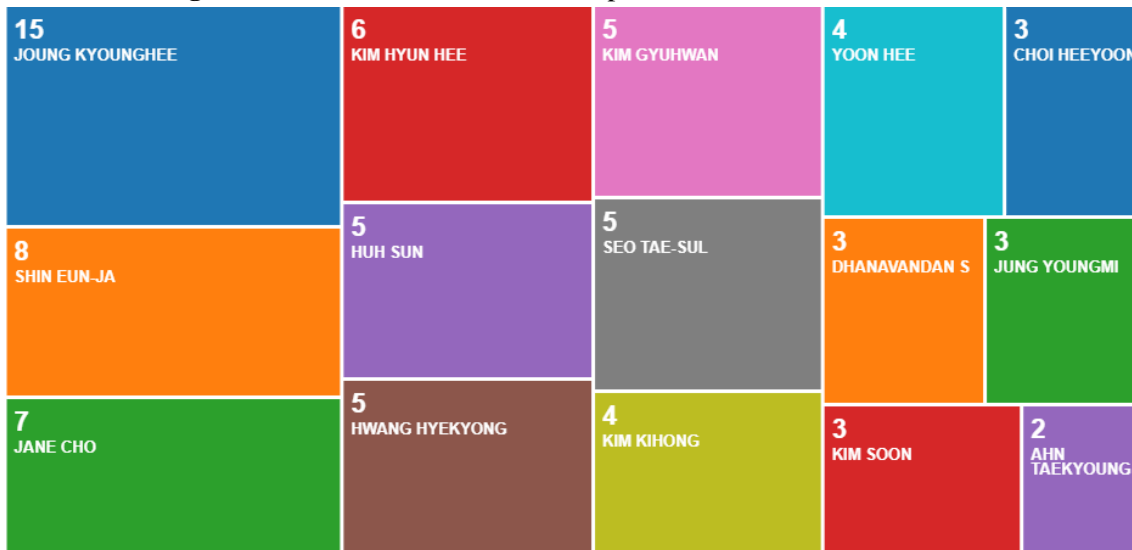 15
JOUNG KYOUNGHEE
8
SHIN EUN-JA
7
JANE CHO
6
KIM HYUN HEE
5
HUH SUN
5
HWANG HYEKYONG
5
KIM GYUHWAN
5
SEO TAE-SUL
4
KIM KIHONG
4
YOON HEE
3
CHOI HEEYOON
3
DHANAVANDAN S
3
JUNG YOUNGMI
3
KIM SOON
2
AHN
TAEKYOUNG